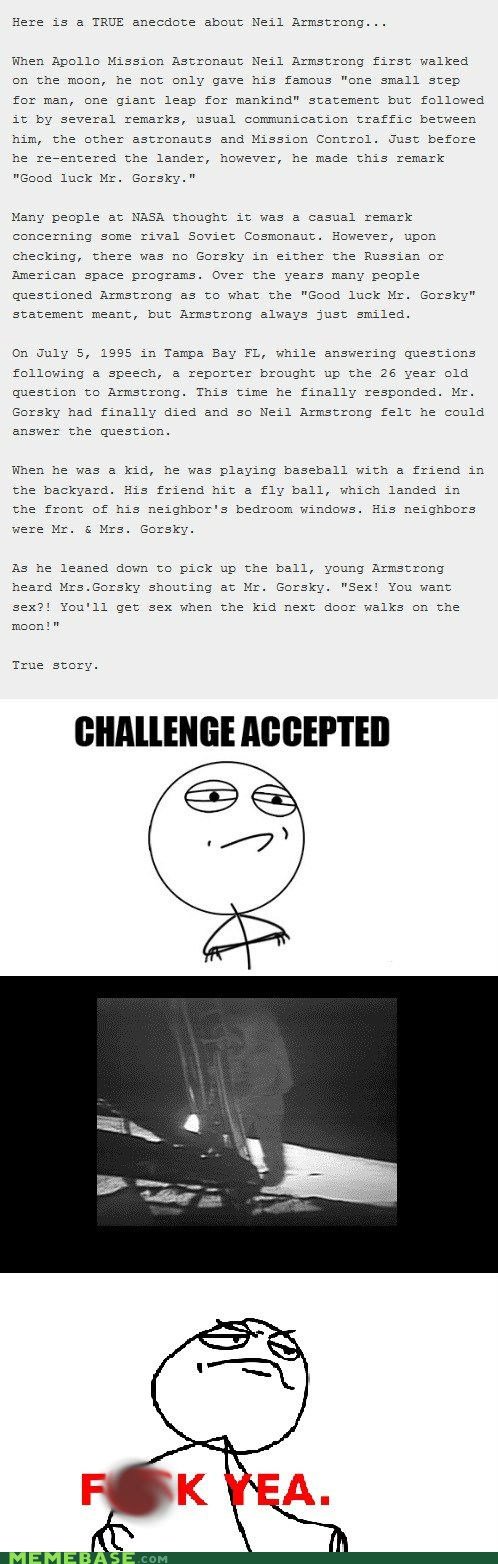 Here is a TRUE anecdote about Neil Armstrong...
When Apollo Mission Astronaut Neil Armstrong first walked
on the moon, he not only gave his famous "one small step
for man, one giant leap for mankind" statement but followed
it by several remarks, usual communication traffic between
him, the other astronauts and Mission Control. Just before
he re-entered the lander, however, he made this remark
"Good luck Mr. Gorsky."
Many people at NASA thought it was a casual remark
concerning some rival Soviet Cosmonaut. However, upon
checking, there was no Gorsky in either the Russian or
American space programs. Over the years many people
questioned Armstrong as to what the "Good luck Mr. Gorsky"
statement meant, but Armstrong always just smiled.
On July 5, 1995 in Tampa Bay FL, while answering questions
following a speech, a reporter brought up the 26 year old
question to Armstrong. This time he finally responded. Mr.
Gorsky had finally died and so Neil Armstrong felt he could
answer the question.
When he was a kid, he was playing baseball with a friend in
the backyard. His friend hit a fly ball, which landed in
the front of his neighbor's bedroom windows. His neighbors
were Mr. & Mrs. Gorsky.
As he leaned down to pick up the ball, young Armstrong
heard Mrs.Gorsky shouting at Mr. Gorsky. "Sex! You want
sex?! You'll get sex when the kid next door walks on the
moon!"
True story.
CHALLENGE ACCEPTED
F K YEA.
MEMEBASE.COM